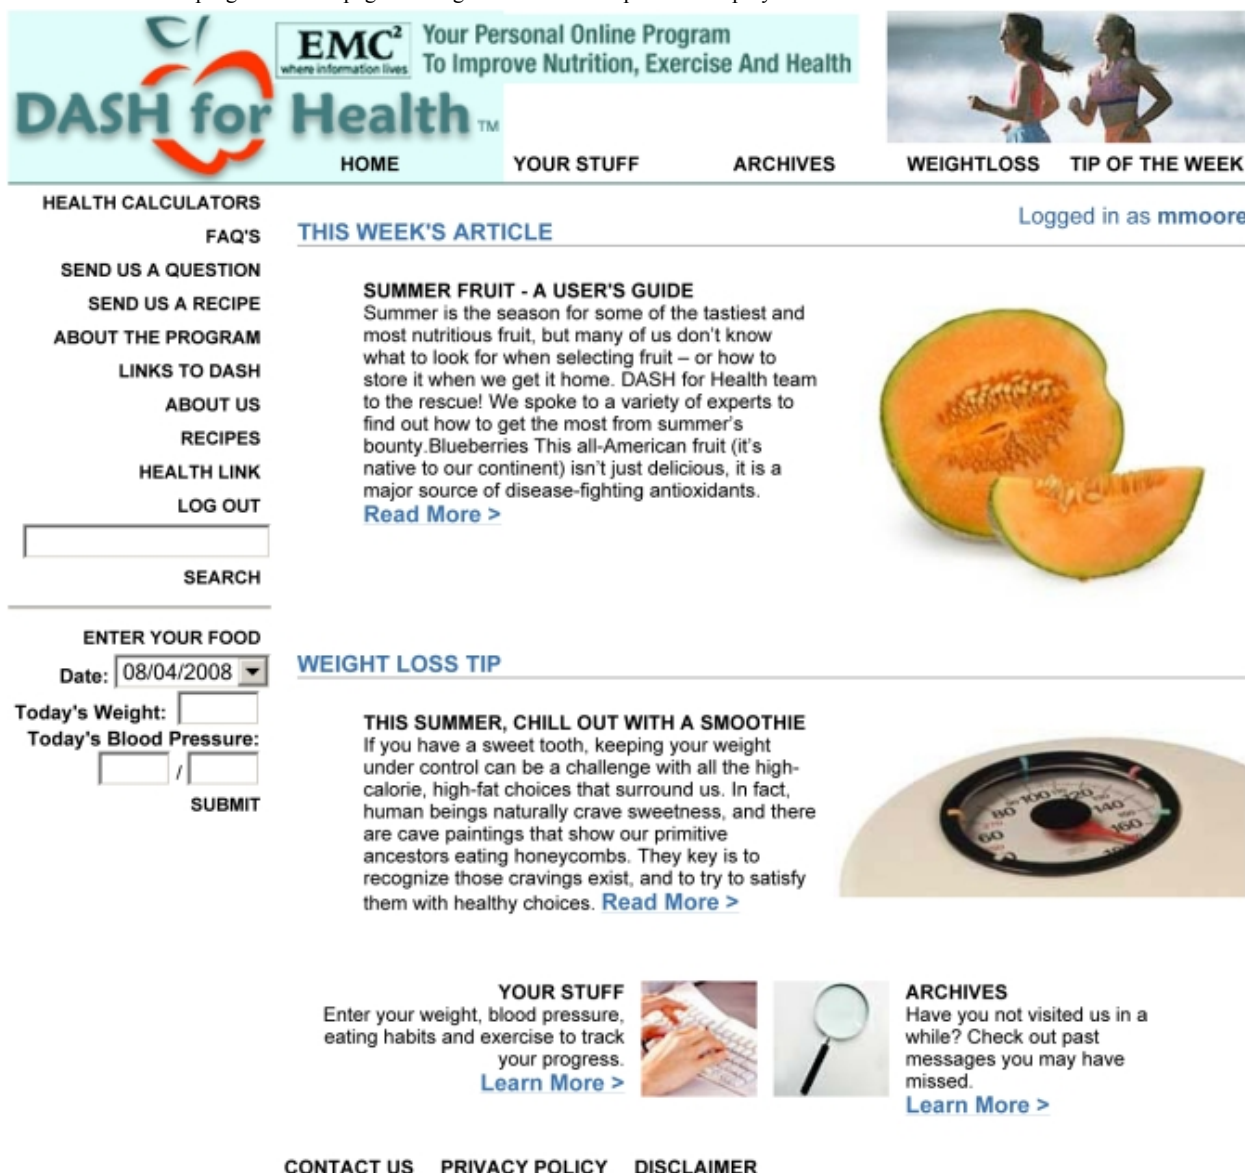 EMC²
where information lives
Your Personal Online Program
To Improve Nutrition, Exercise And Health
DASH for Health TM
HOME YOUR STUFF ARCHIVES WEIGHTLOSS TIP OF THE WEEK
HEALTH CALCULATORS
FAQ'S
SEND US A QUESTION
SEND US A RECIPE
ABOUT THE PROGRAM
LINKS TO DASH
ABOUT US
RECIPES
HEALTH LINK
LOG OUT
SEARCH
ENTER YOUR FOOD
Date: 08/04/2008
Today's Weight:
Today's Blood Pressure:
/
SUBMIT
Logged in as mmoore
THIS WEEK'S ARTICLE
SUMMER FRUIT - A USER'S GUIDE
Summer is the season for some of the tastiest and
most nutritious fruit, but many of us don't know
what to look for when selecting fruit – or how to
store it when we get it home. DASH for Health team
to the rescue! We spoke to a variety of experts to
find out how to get the most from summer's
bounty.Blueberries This all-American fruit (it's
native to our continent) isn't just delicious, it is a
major source of disease-fighting antioxidants.
Read More >
WEIGHT LOSS TIP
THIS SUMMER, CHILL OUT WITH A SMOOTHIE
If you have a sweet tooth, keeping your weight
under control can be a challenge with all the high-
calorie, high-fat choices that surround us. In fact,
human beings naturally crave sweetness, and there
are cave paintings that show our primitive
ancestors eating honeycombs. They key is to
recognize those cravings exist, and to try to satisfy
them with healthy choices. Read More >
60 80 100 120 140 160
YOUR STUFF
Enter your weight, blood pressure,
eating habits and exercise to track
your progress.
Learn More >
ARCHIVES
Have you not visited us in a
while? Check out past
messages you may have
missed.
Learn More >
CONTACT US PRIVACY POLICY DISCLAIMER